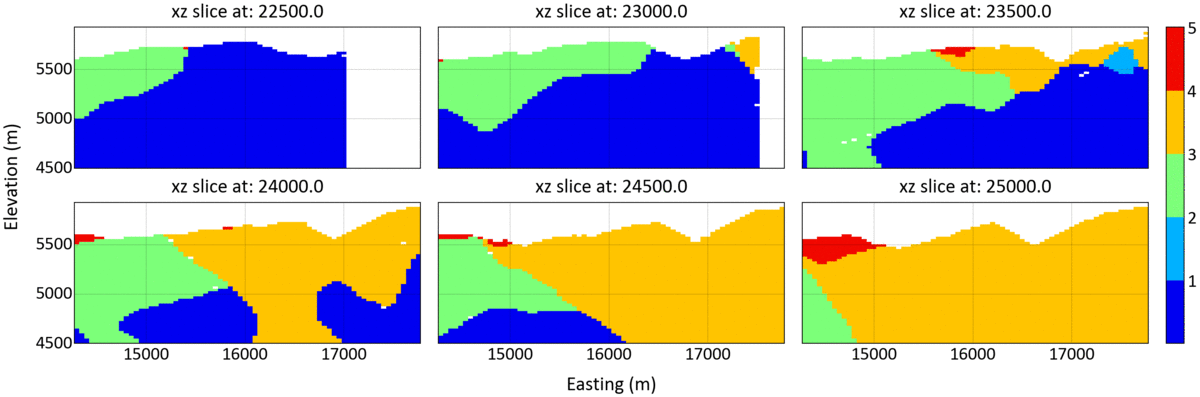 xz slice at: 22500.0
xz slice at: 23000.0
xz slice at: 23500.0
5500
5000
4500
xz slice at: 24000.0
xz slice at: 24500.0
xz slice at: 25000.0
5500
5000
4500
15000 16000 17000
15000 16000 17000
15000 16000 17000
Elevation (m)
Easting (m)
5
4
3
2
1